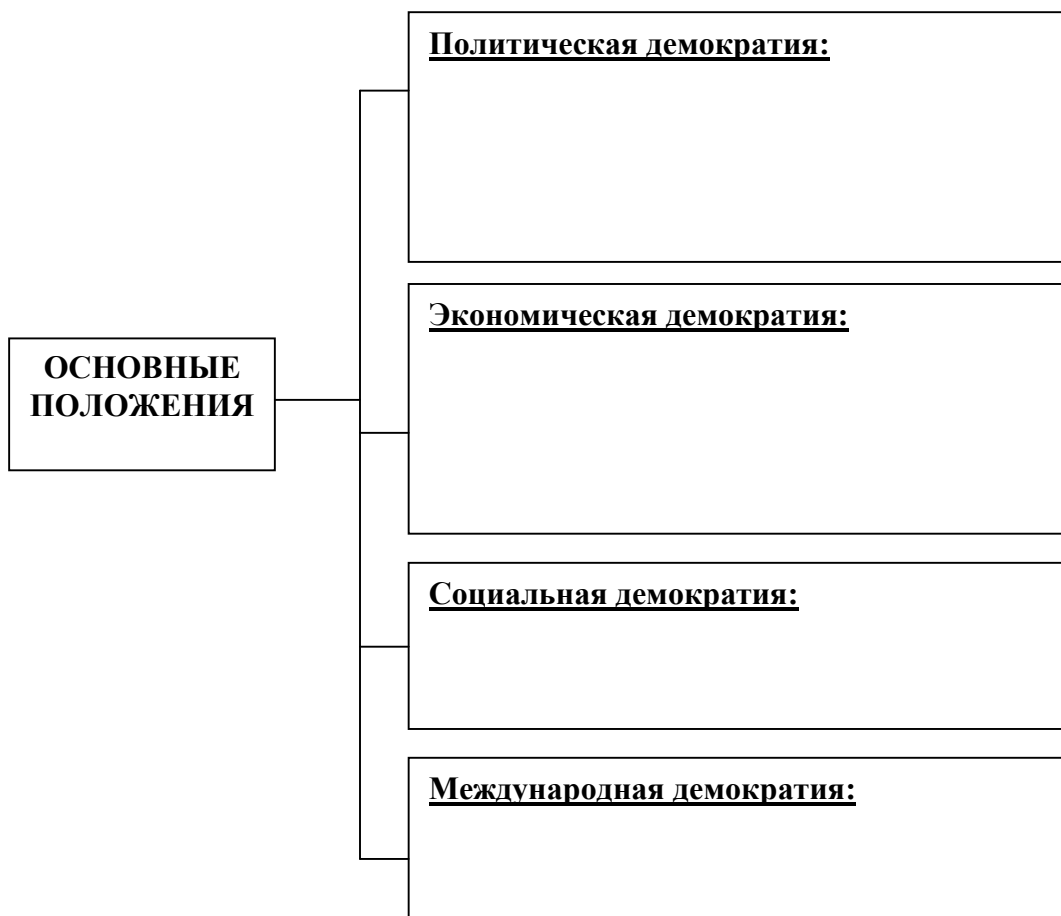 Политическая демократия:
Экономическая демократия:
ОСНОВНЫЕ
ПОЛОЖЕНИЯ
Социальная демократия:
Международная демократия: